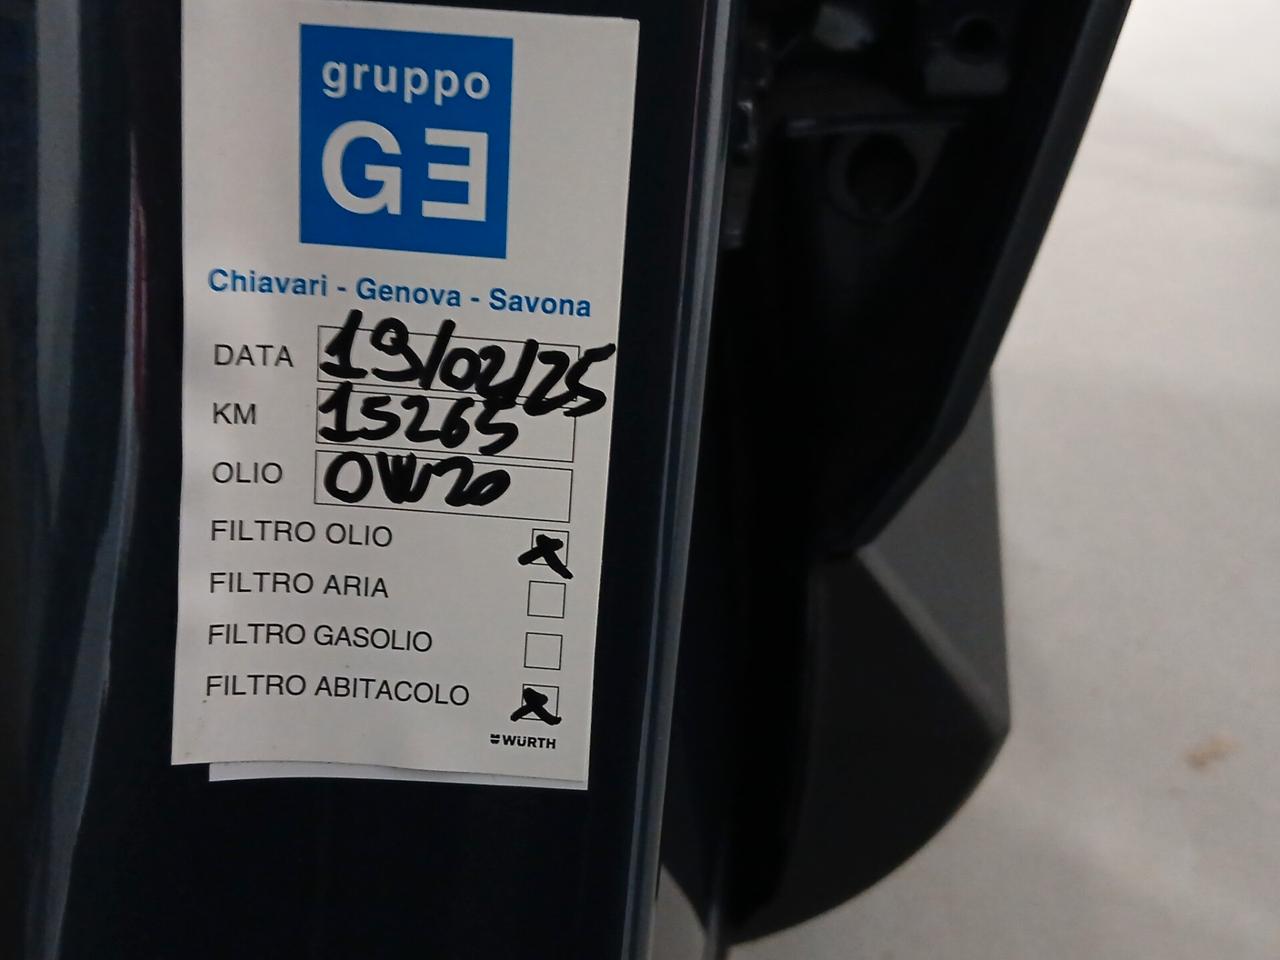 gruppo
GE
Chiavari - Genova - Savona
DATA 19/02/25
KM 15265
OLIO 0W20
FILTRO OLIO X
FILTRO ARIA
FILTRO GASOLIO
FILTRO ABITACOLO X
WÜRTH